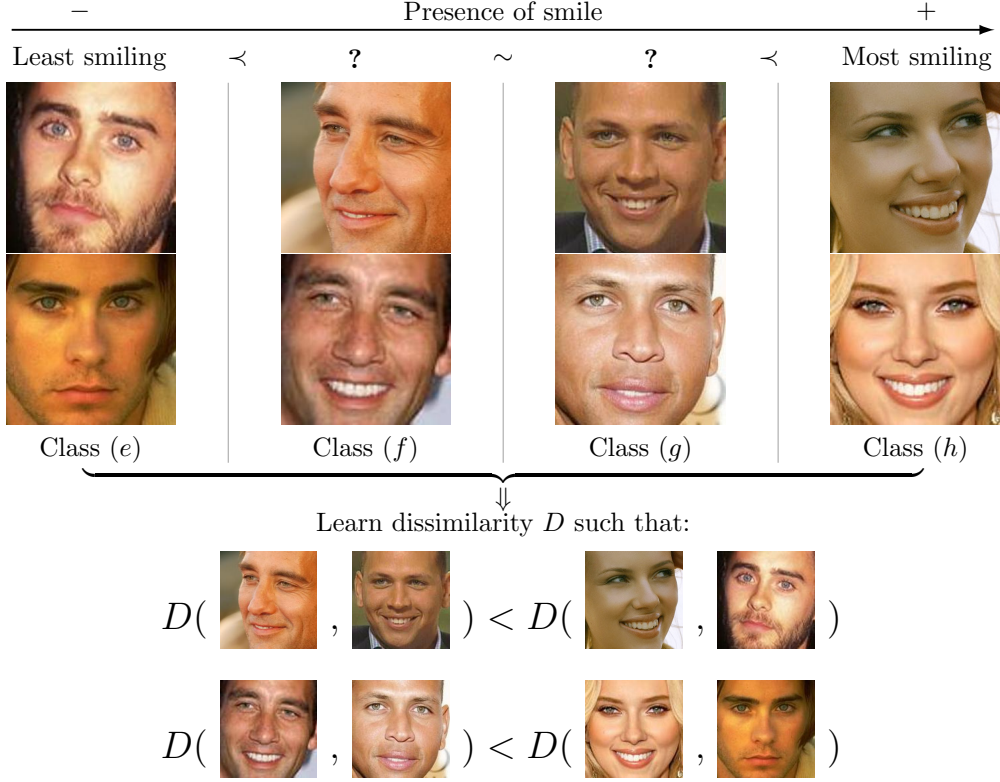 − Presence of smile +
Least smiling ≺ ? ∼ ? ≺ Most smiling
Class (e) Class (f) Class (g) Class (h)
⇓
Learn dissimilarity D such that:
D( , ) < D( , )
D( , ) < D( , )